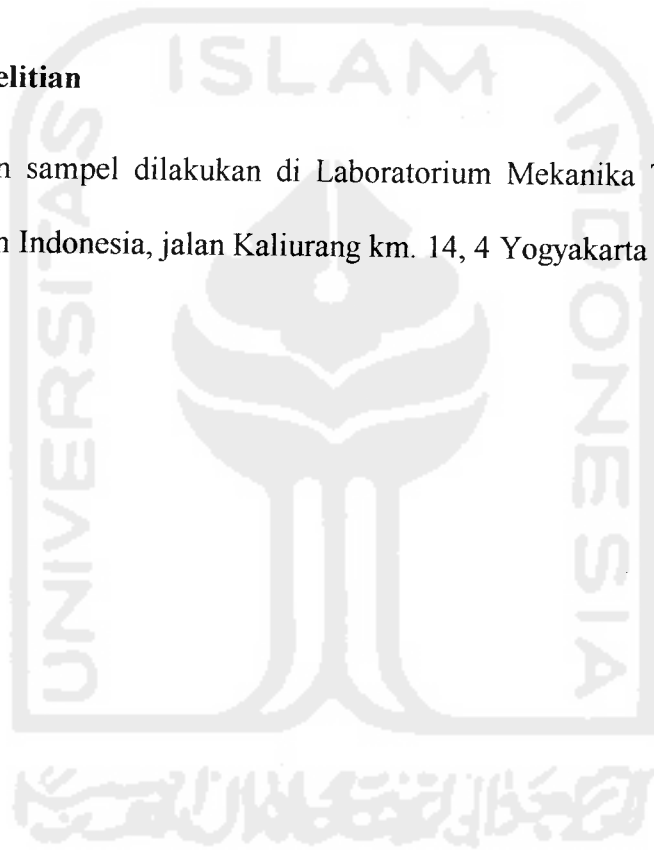 ISLAM
UNIVERSITAS
INDONESIA
elitian
n sampel dilakukan di Laboratorium Mekanika T
n Indonesia, jalan Kaliurang km. 14, 4 Yogyakarta